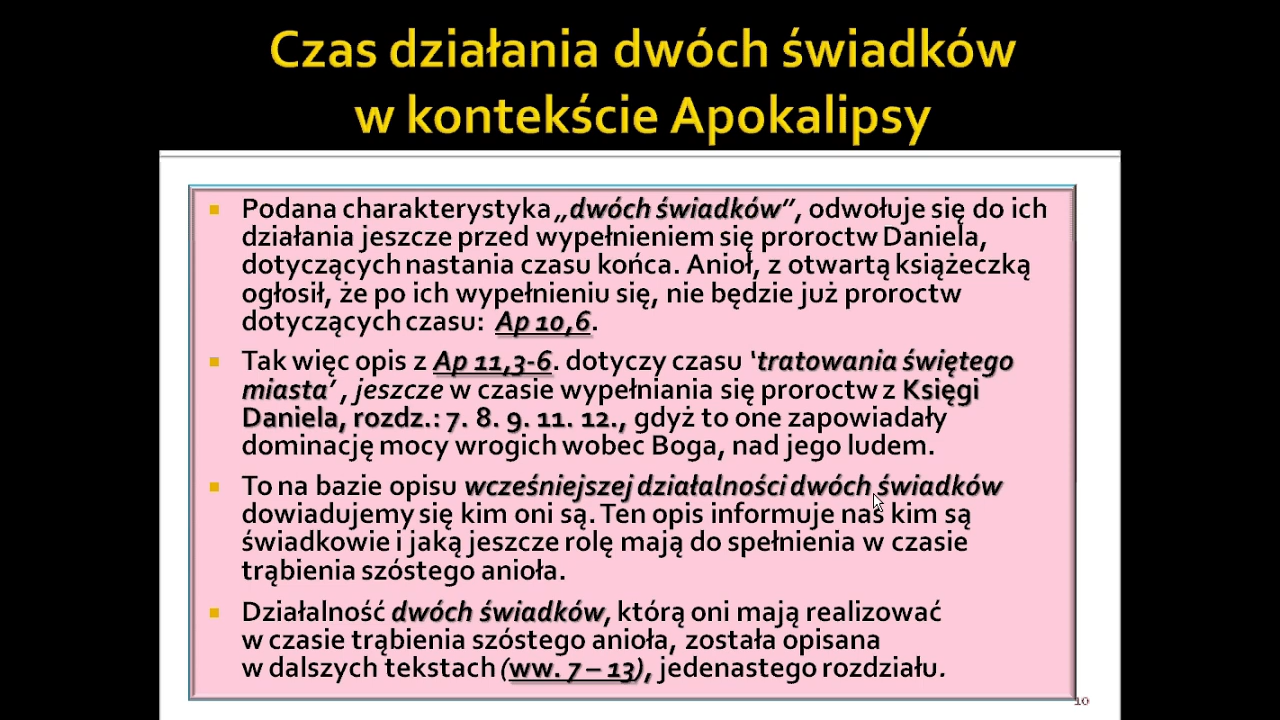 Czas działania dwóch świadków
w kontekście Apokalipsy
Podana charakterystyka „dwóch świadków”, odwołuje się do ich
działania jeszcze przed wypełnieniem się proroctw Daniela,
dotyczących nastania czasu końca. Anioł, z otwartą książeczką
ogłosił, że po ich wypełnieniu się, nie będzie już proroctw
dotyczących czasu: Ap 10,6.
Tak więc opis z Ap 11,3-6. dotyczy czasu ‘tratowania świętego
miasta’ , jeszcze w czasie wypełniania się proroctw z Księgi
Daniela, rozdz.: 7. 8. 9. 11. 12., gdyż to one zapowiadały
dominację mocy wrogich wobec Boga, nad jego ludem.
To na bazie opisu wcześniejszej działalności dwóch świadków
dowiadujemy się kim oni są. Ten opis informuje nas kim są
świadkowie i jaką jeszcze rolę mają do spełnienia w czasie
trąbienia szóstego anioła.
Działalność dwóch świadków, którą oni mają realizować
w czasie trąbienia szóstego anioła, została opisana
w dalszych tekstach (ww. 7 – 13), jedenastego rozdziału.
10